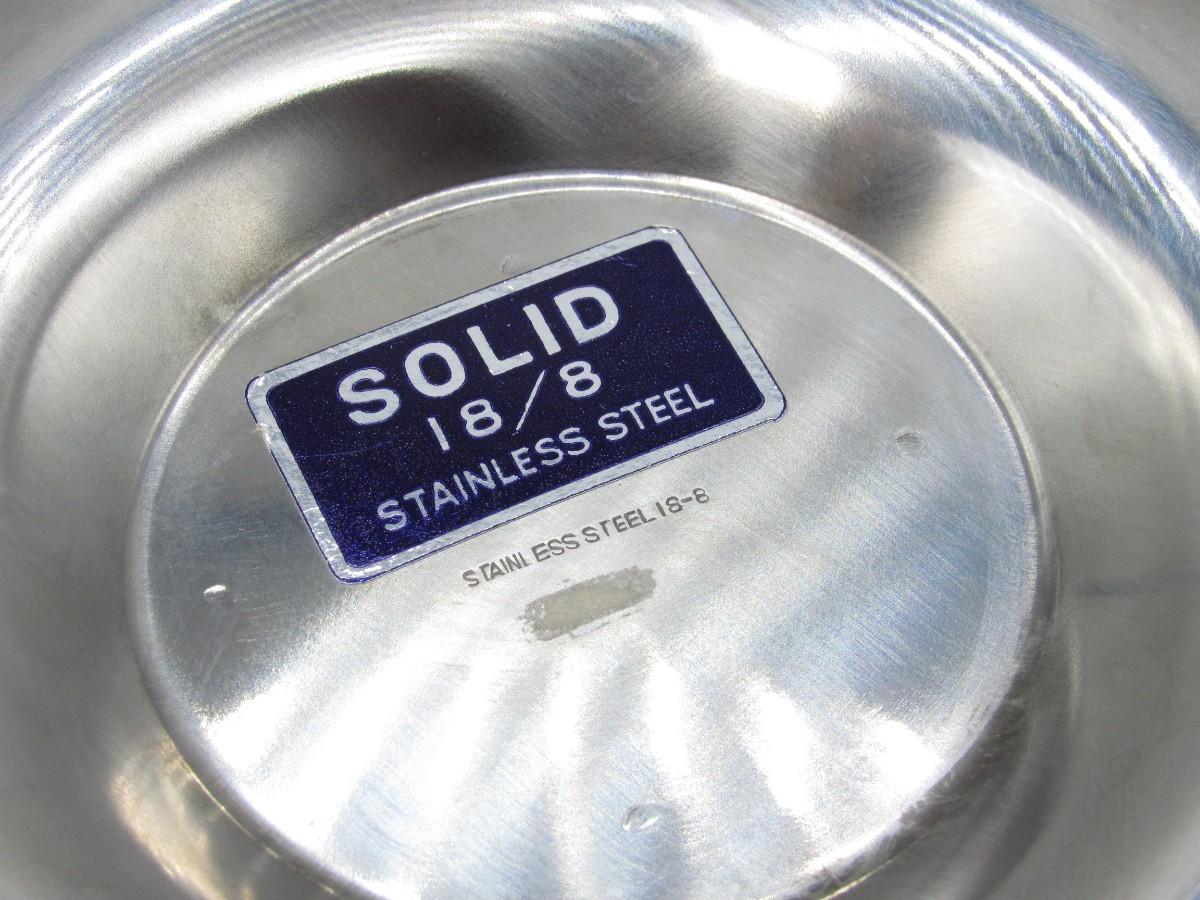 SOLID
18/8
STAINLESS STEEL
STAINLESS STEEL 18-8